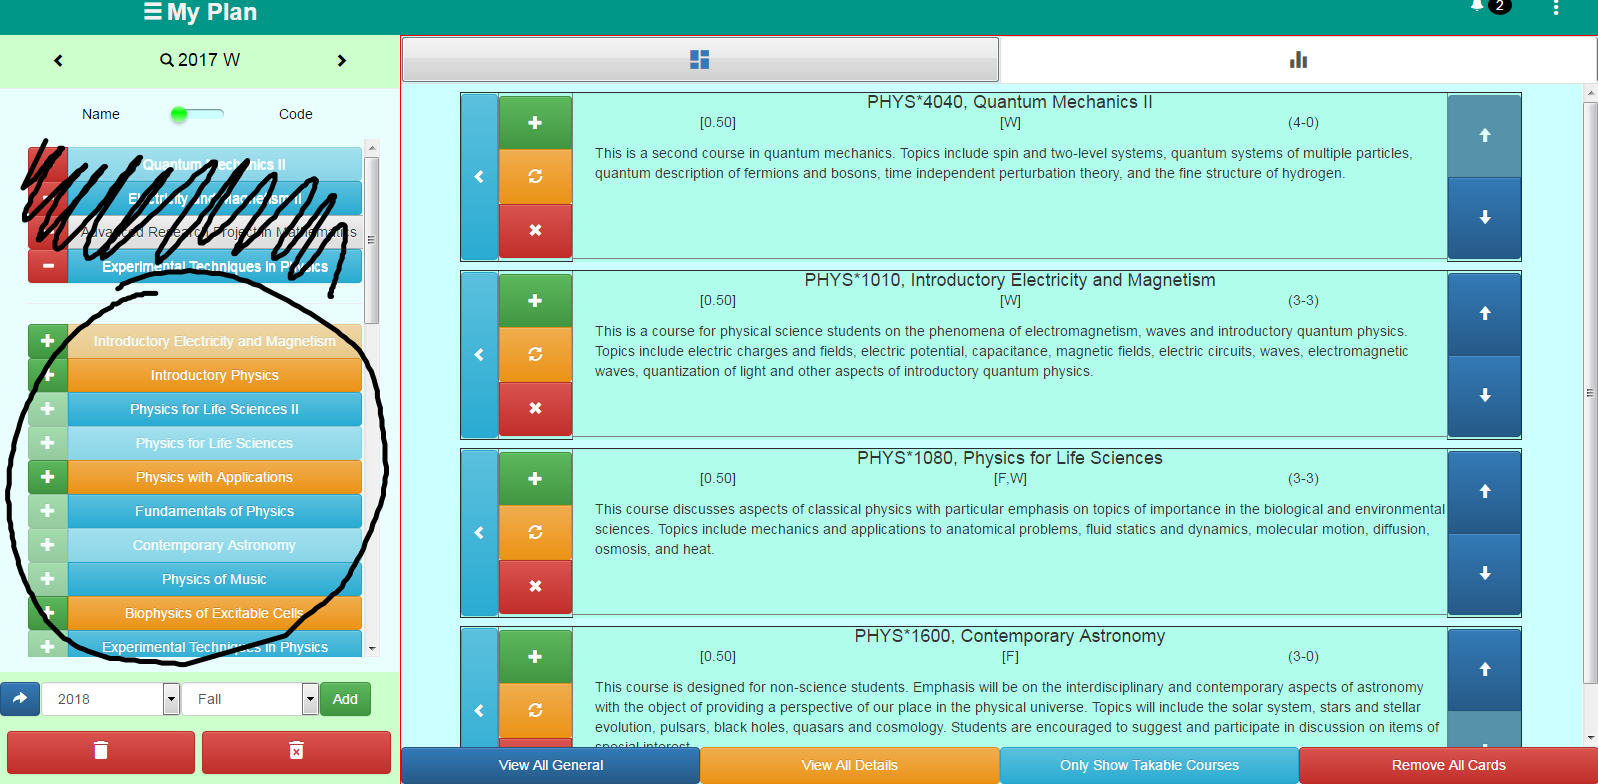 My Plan
2
2017 W
Name
Code
Quantum Mechanics II
Electricity and Magnetism II
Advanced Research Project in Mathematics
Experimental Techniques in Physics
Introductory Electricity and Magnetism
Introductory Physics
Physics for Life Sciences II
Physics for Life Sciences
Physics with Applications
Fundamentals of Physics
Contemporary Astronomy
Physics of Music
Biophysics of Excitable Cells
Experimental Techniques in Physics
2018
Fall
Add
PHYS*4040, Quantum Mechanics II
[0.50] [W] (4-0)
This is a second course in quantum mechanics. Topics include spin and two-level systems, quantum systems of multiple particles,
quantum description of fermions and bosons, time independent perturbation theory, and the fine structure of hydrogen.
PHYS*1010, Introductory Electricity and Magnetism
[0.50] [W] (3-3)
This is a course for physical science students on the phenomena of electromagnetism, waves and introductory quantum physics.
Topics include electric charges and fields, electric potential, capacitance, magnetic fields, electric circuits, waves, electromagnetic
waves, quantization of light and other aspects of introductory quantum physics.
PHYS*1080, Physics for Life Sciences
[0.50] [F,W] (3-3)
This course discusses aspects of classical physics with particular emphasis on topics of importance in the biological and environmental
sciences. Topics include mechanics and applications to anatomical problems, fluid statics and dynamics, molecular motion, diffusion,
osmosis, and heat.
PHYS*1600, Contemporary Astronomy
[0.50] [F] (3-0)
This course is designed for non-science students. Emphasis will be on the interdisciplinary and contemporary aspects of astronomy
with the object of providing a perspective of our place in the physical universe. Topics will include the solar system, stars and stellar
evolution, pulsars, black holes, quasars and cosmology. Students are encouraged to suggest and participate in discussion on items of
special interest.
View All General
View All Details
Only Show Takable Courses
Remove All Cards